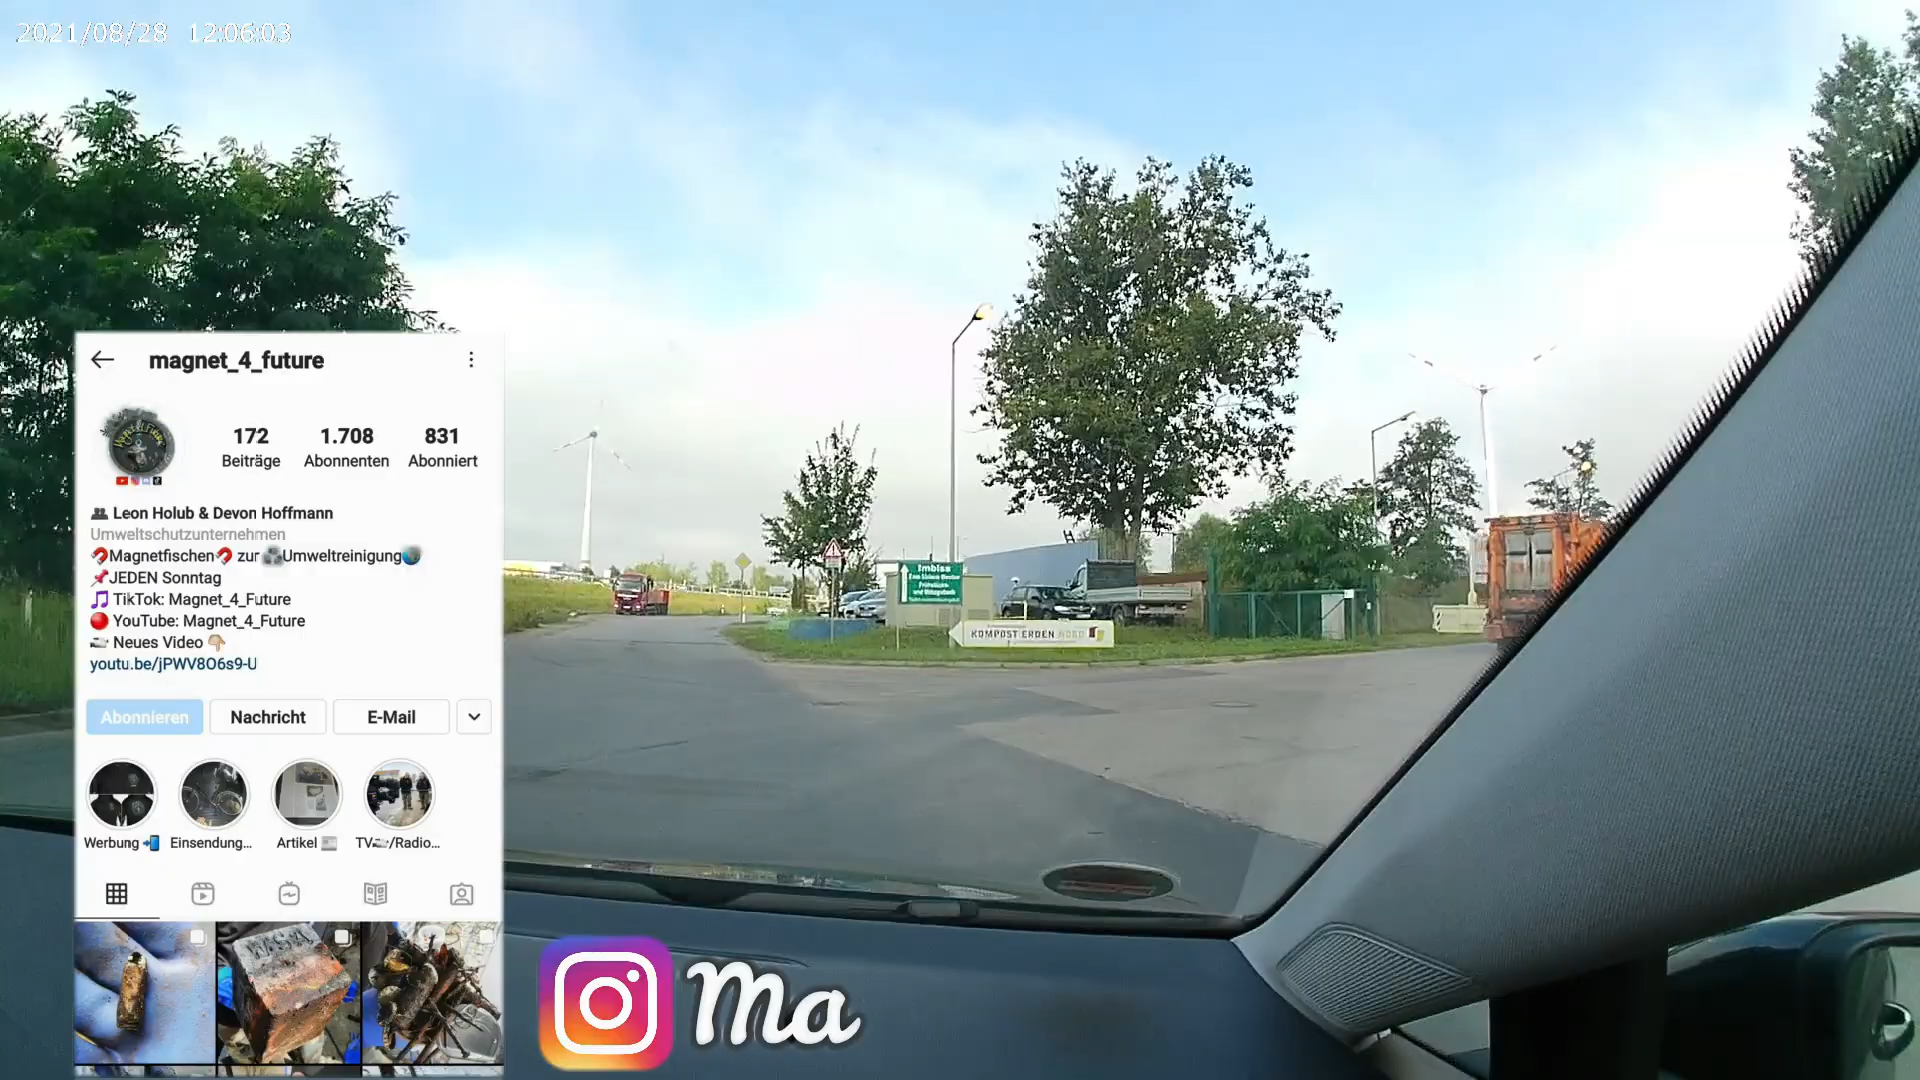 2021/08/28 12:06:03
magnet_4_future
172
Beiträge
1.708
Abonnenten
831
Abonniert
Leon Holub & Devon Hoffmann
Umweltschutzunternehmen
Magnetfischen zur Umweltreinigung
JEDEN Sonntag
TikTok: Magnet_4_Future
YouTube: Magnet_4_Future
Neues Video
youtu.be/jPWV8O6s9-U
Abonnieren
Nachricht
E-Mail
Werbung
Einsendung...
Artikel
TV /Radio...
Imbiss
KOMPOST ERDEN NORD
Ma